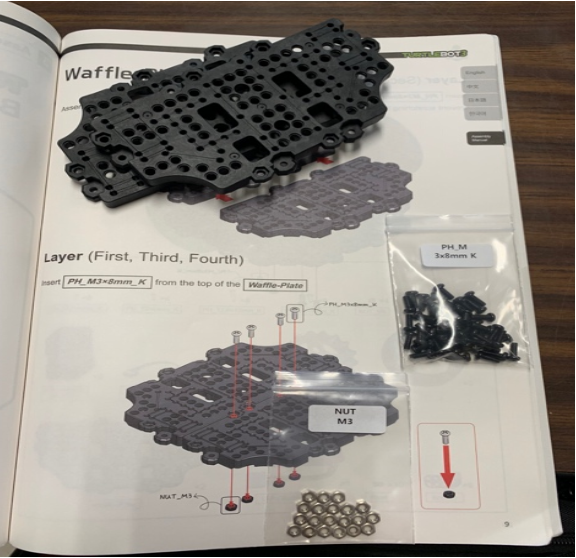 TURTLEBOT3
Waffle
English
Layer (First, Third, Fourth)
Insert PH_M3×8mm_K from the top of the Waffle-Plate
PH_M
3x8mm K
PH_M3x8mm_K
NUT
M3
NUT_M3
9